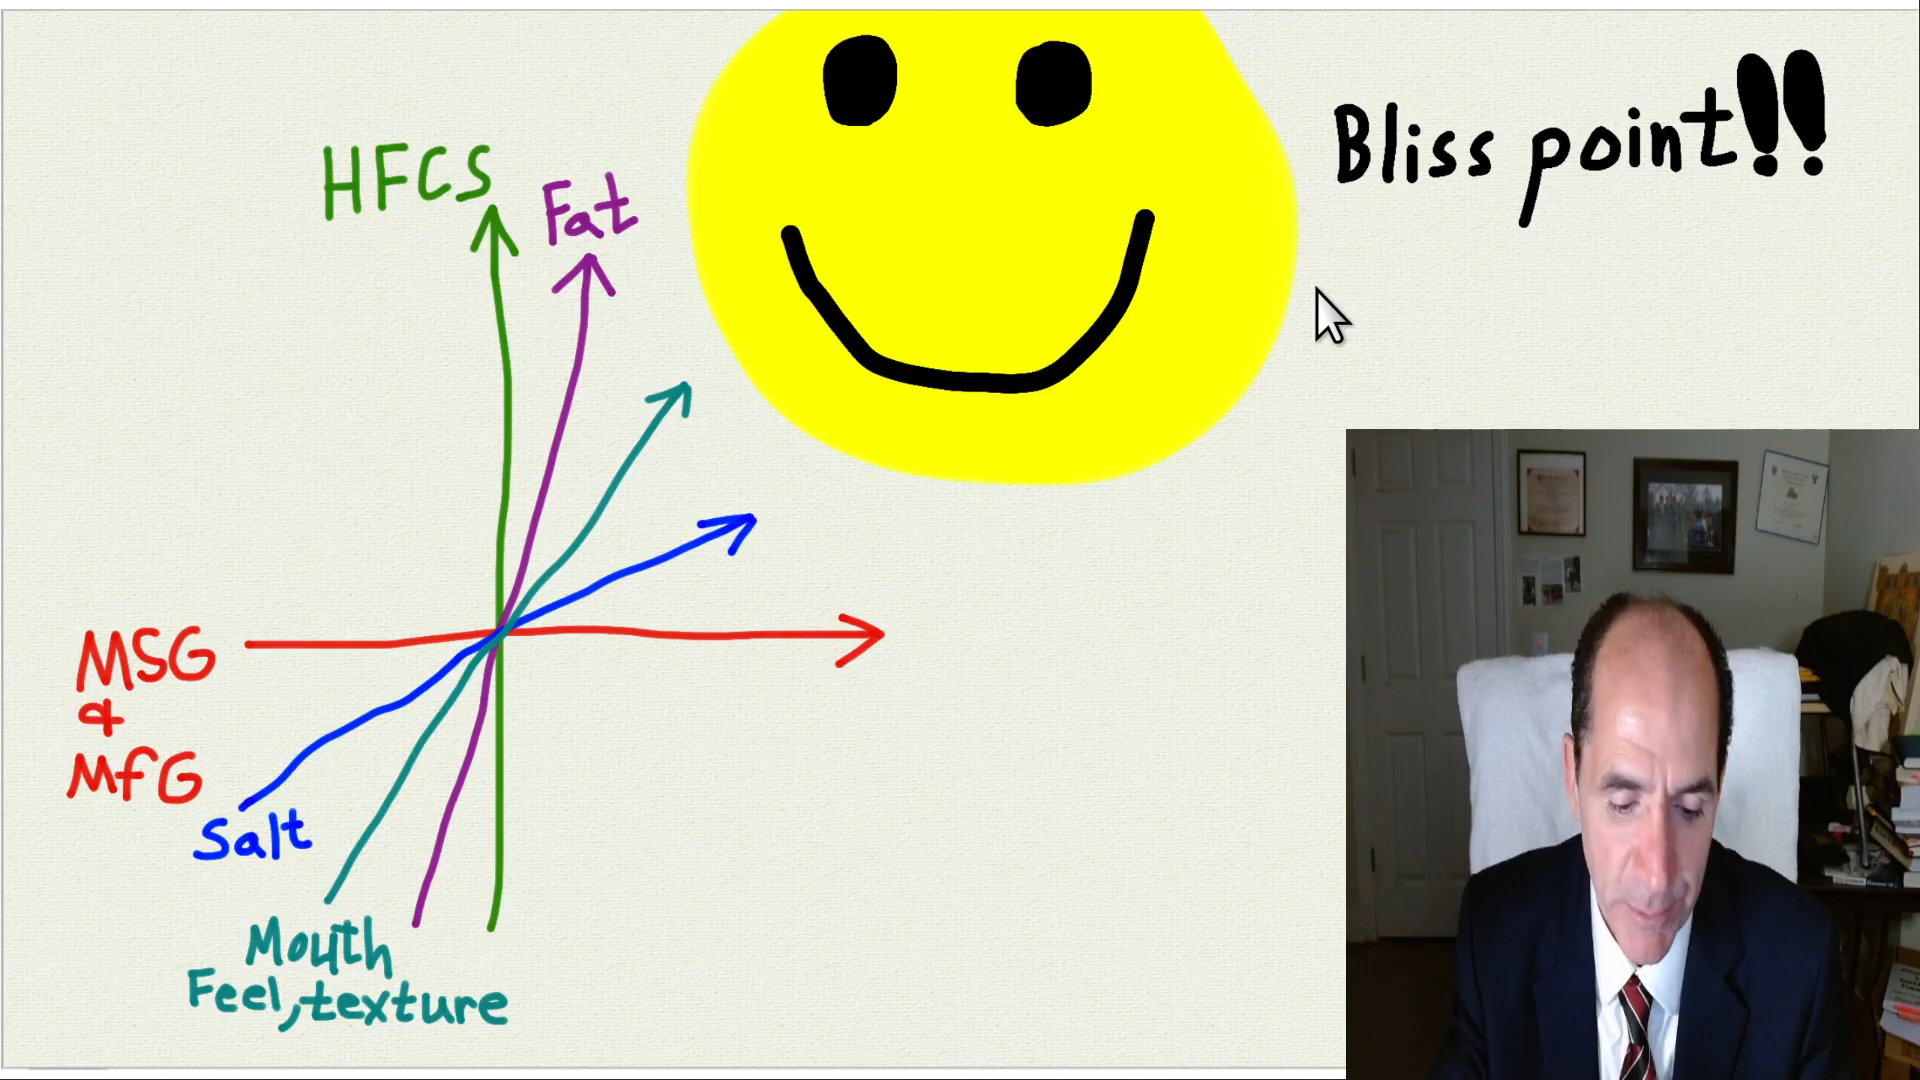 HFCS
Fat
Bliss point!!
MSG
&
MfG
Salt
Mouth
Feel, texture